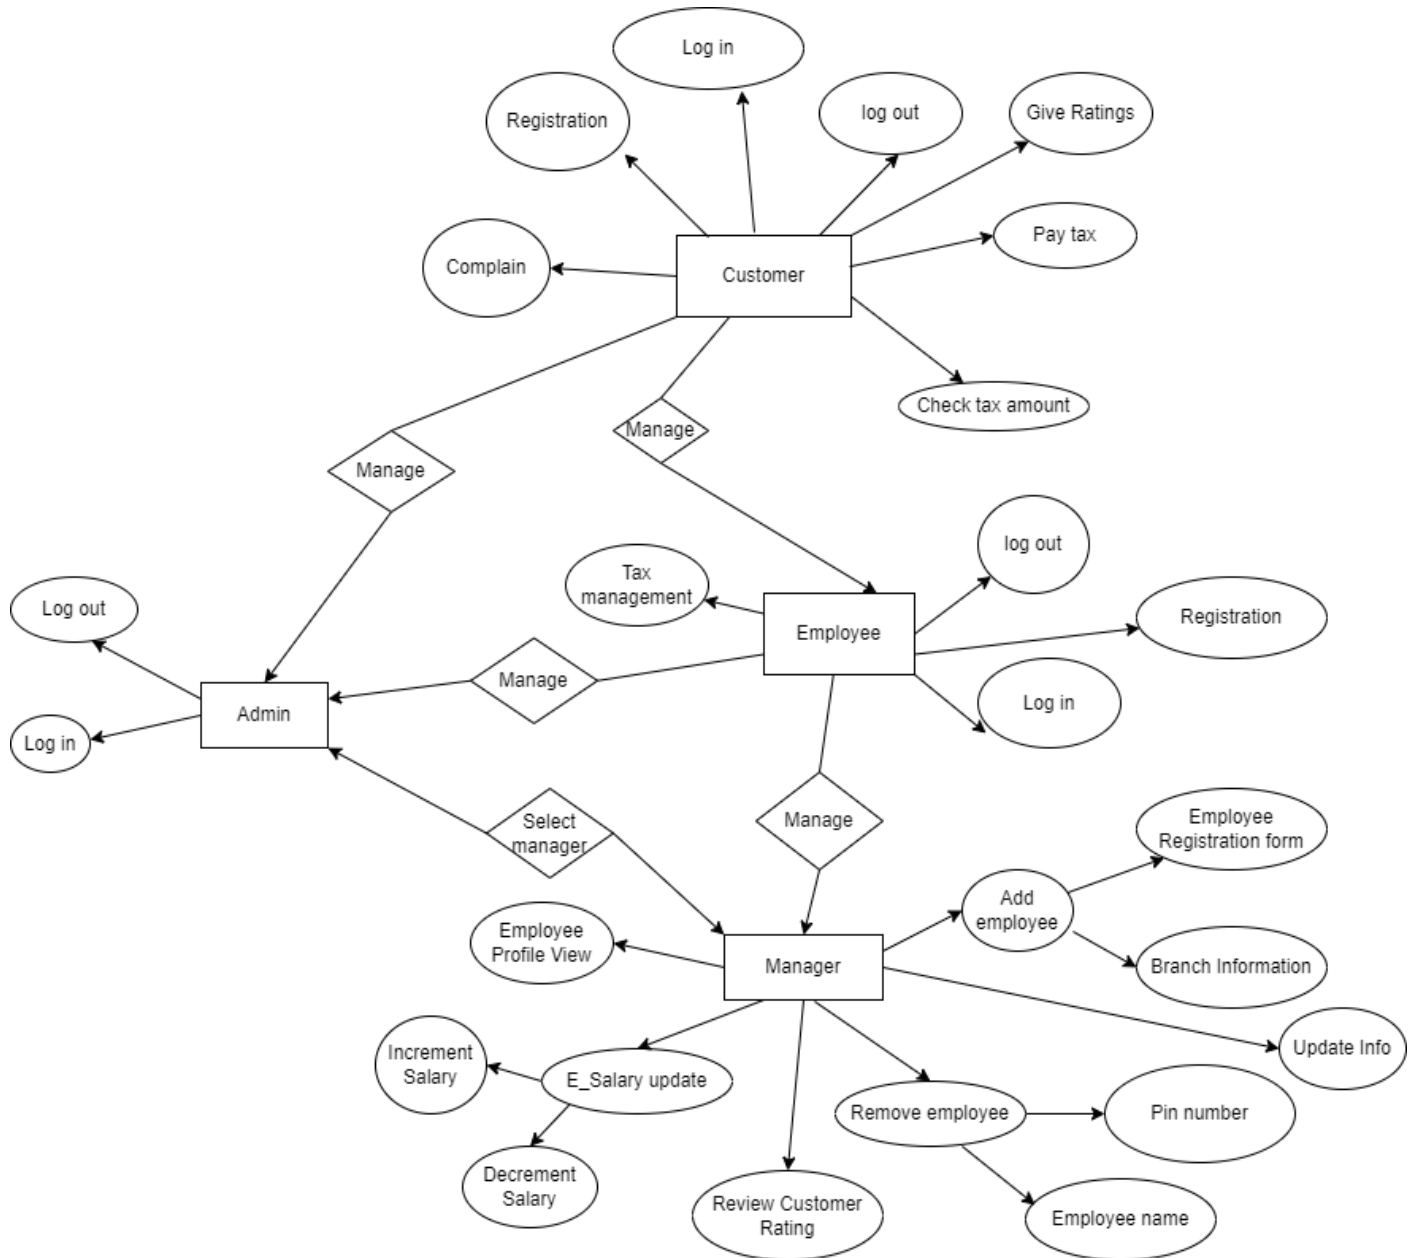 Log in
Registration
log out
Give Ratings
Complain
Customer
Pay tax
Check tax amount
Manage
Manage
log out
Tax
management
Employee
Registration
Log out
Manage
Log in
Admin
Log in
Select
manager
Manage
Employee
Registration form
Add
employee
Employee
Profile View
Manager
Branch Information
Update Info
Increment
Salary
E_Salary update
Remove employee
Pin number
Decrement
Salary
Review Customer
Rating
Employee name